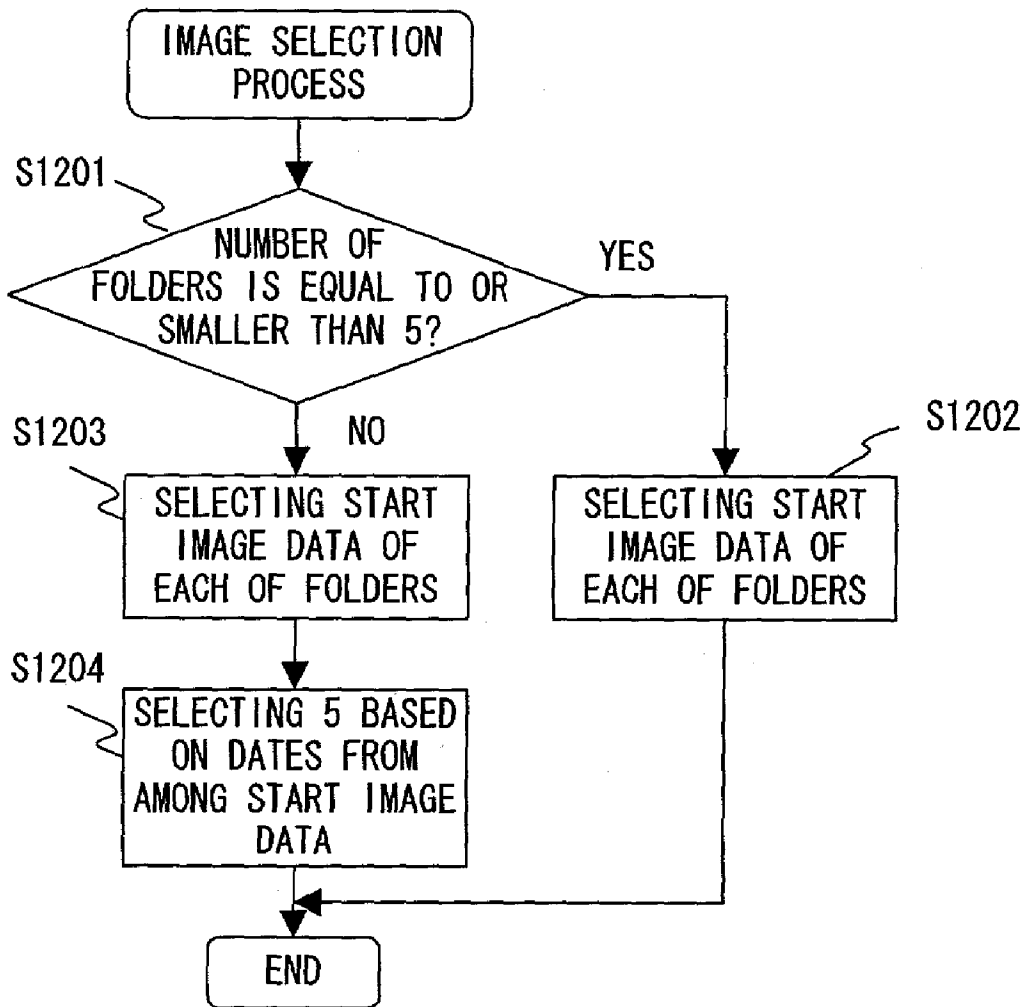 IMAGE SELECTION
PROCESS
S1201
NUMBER OF
FOLDERS IS EQUAL TO OR
SMALLER THAN 5?
YES
NO
S1203
SELECTING START
IMAGE DATA OF
EACH OF FOLDERS
S1202
SELECTING START
IMAGE DATA OF
EACH OF FOLDERS
S1204
SELECTING 5 BASED
ON DATES FROM
AMONG START IMAGE
DATA
END